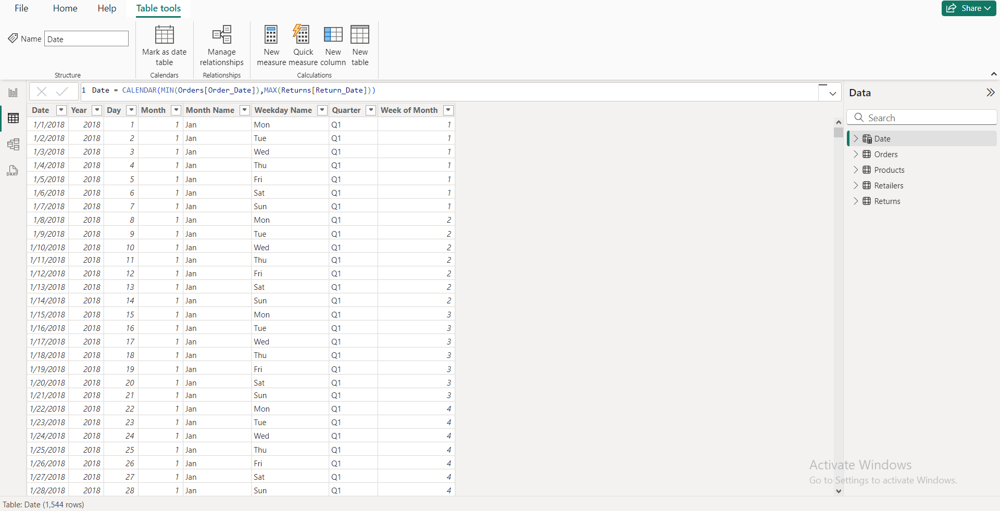 File Home Help Table tools Share
Name Date
Mark as date table
Manage relationships
New measure
Quick measure
New column
New table
Structure Calendars Relationships Calculations
1 Date = CALENDAR(MIN(Orders[Order_Date]),MAX(Returns[Return_Date]))
Date Year Day Month Month Name Weekday Name Quarter Week of Month
1/1/2018 2018 1 1 Jan Mon Q1 1
1/2/2018 2018 2 1 Jan Tue Q1 1
1/3/2018 2018 3 1 Jan Wed Q1 1
1/4/2018 2018 4 1 Jan Thu Q1 1
1/5/2018 2018 5 1 Jan Fri Q1 1
1/6/2018 2018 6 1 Jan Sat Q1 1
1/7/2018 2018 7 1 Jan Sun Q1 1
1/8/2018 2018 8 1 Jan Mon Q1 2
1/9/2018 2018 9 1 Jan Tue Q1 2
1/10/2018 2018 10 1 Jan Wed Q1 2
1/11/2018 2018 11 1 Jan Thu Q1 2
1/12/2018 2018 12 1 Jan Fri Q1 2
1/13/2018 2018 13 1 Jan Sat Q1 2
1/14/2018 2018 14 1 Jan Sun Q1 2
1/15/2018 2018 15 1 Jan Mon Q1 3
1/16/2018 2018 16 1 Jan Tue Q1 3
1/17/2018 2018 17 1 Jan Wed Q1 3
1/18/2018 2018 18 1 Jan Thu Q1 3
1/19/2018 2018 19 1 Jan Fri Q1 3
1/20/2018 2018 20 1 Jan Sat Q1 3
1/21/2018 2018 21 1 Jan Sun Q1 3
1/22/2018 2018 22 1 Jan Mon Q1 4
1/23/2018 2018 23 1 Jan Tue Q1 4
1/24/2018 2018 24 1 Jan Wed Q1 4
1/25/2018 2018 25 1 Jan Thu Q1 4
1/26/2018 2018 26 1 Jan Fri Q1 4
1/27/2018 2018 27 1 Jan Sat Q1 4
1/28/2018 2018 28 1 Jan Sun Q1 4
Table: Date (1,544 rows)
DAX
Data
Search
Date
Orders
Products
Retailers
Returns
Activate Windows
Go to Settings to activate Windows.